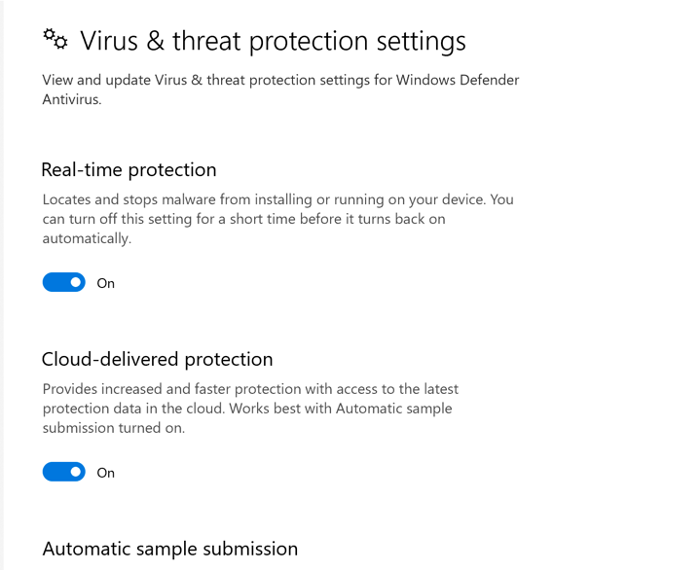 Virus & threat protection settings
View and update Virus & threat protection settings for Windows Defender
Antivirus.
Real-time protection
Locates and stops malware from installing or running on your device. You
can turn off this setting for a short time before it turns back on
automatically.
On
Cloud-delivered protection
Provides increased and faster protection with access to the latest
protection data in the cloud. Works best with Automatic sample
submission turned on.
On
Automatic sample submission